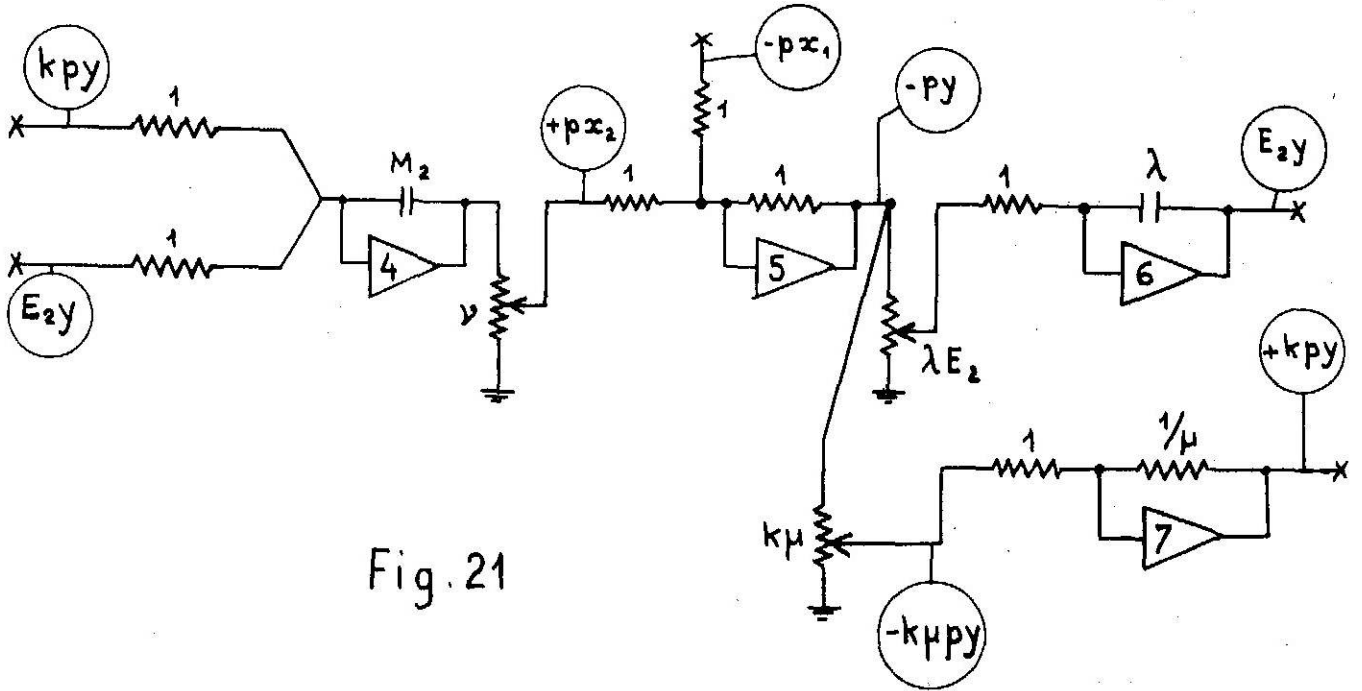 kpy
1
-px₁
1
-py
+px₂
E₂y
M₂
1
1
1
λ
1
4
5
6
E₂y
ν
λE₂
+kpy
1
1/μ
kμ
7
Fig. 21
-kμpy